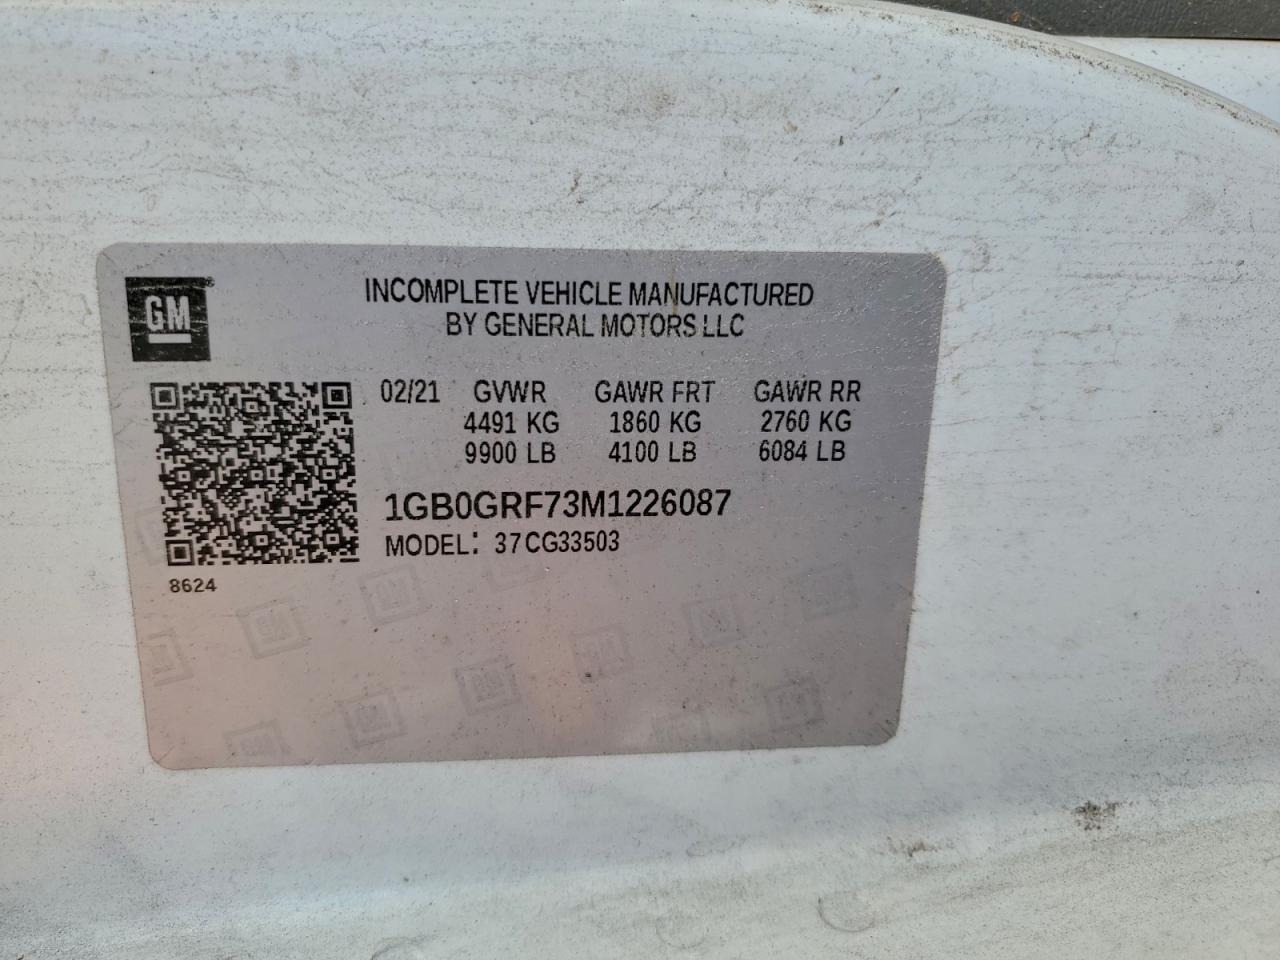 GM
INCOMPLETE VEHICLE MANUFACTURED
BY GENERAL MOTORS LLC
02/21 GVWR GAWR FRT GAWR RR
4491 KG 1860 KG 2760 KG
9900 LB 4100 LB 6084 LB
1GB0GRF73M1226087
MODEL: 37CG33503
8624